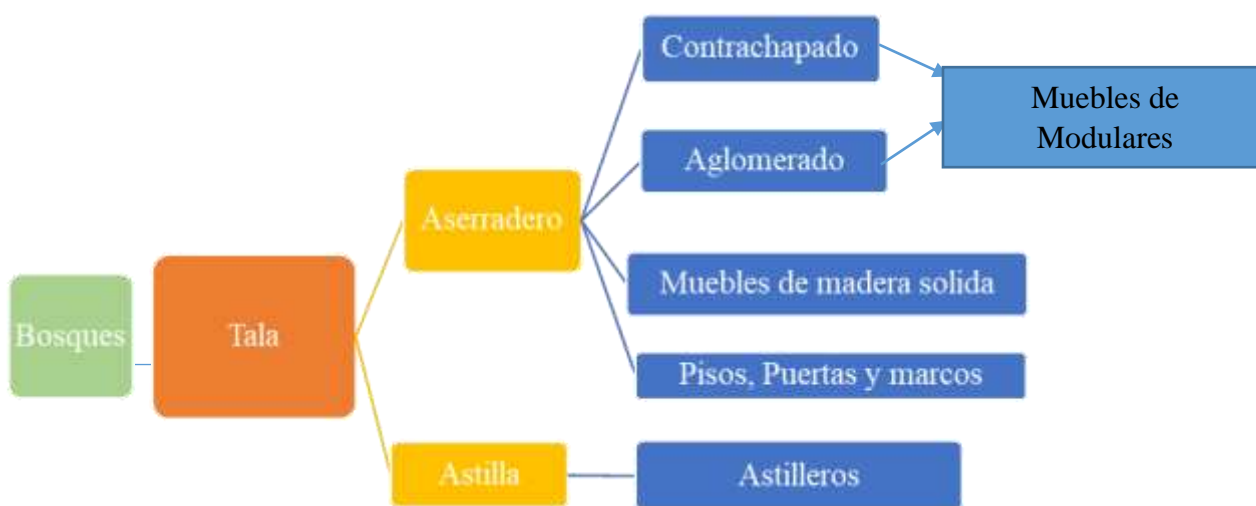 Bosques
Tala
Aserradero
Astilla
Contrachapado
Aglomerado
Muebles de madera solida
Pisos, Puertas y marcos
Astilleros
Muebles de
Modulares